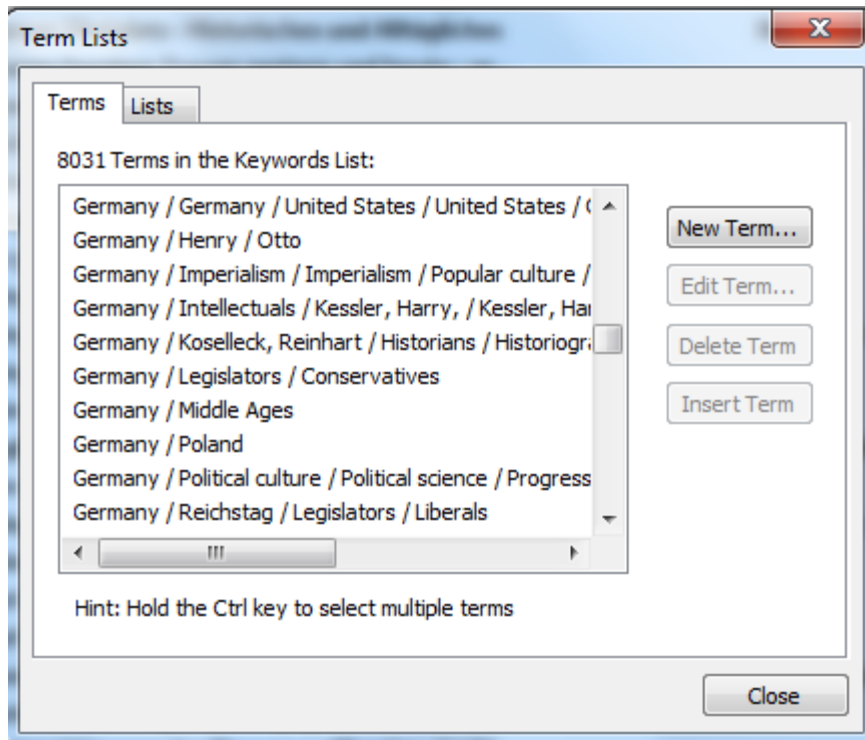 Term Lists
Terms
Lists
8031 Terms in the Keywords List:
Germany / Germany / United States / United States / (
Germany / Henry / Otto
Germany / Imperialism / Imperialism / Popular culture /
Germany / Intellectuals / Kessler, Harry, / Kessler, Har
Germany / Koselleck, Reinhart / Historians / Historiogra
Germany / Legislators / Conservatives
Germany / Middle Ages
Germany / Poland
Germany / Political culture / Political science / Progress
Germany / Reichstag / Legislators / Liberals
New Term...
Edit Term...
Delete Term
Insert Term
Hint: Hold the Ctrl key to select multiple terms
Close